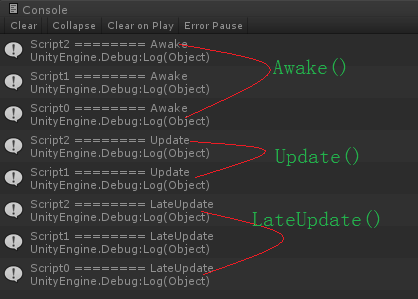 Console
Clear Collapse Clear on Play Error Pause
Script2 ======== Awake
UnityEngine.Debug:Log(Object)
Script1 ======== Awake
UnityEngine.Debug:Log(Object)
Awake()
Script0 ======== Awake
UnityEngine.Debug:Log(Object)
Script2 ======== Update
UnityEngine.Debug:Log(Object)
Update()
Script1 ======== Update
UnityEngine.Debug:Log(Object)
Script2 ======== LateUpdate
UnityEngine.Debug:Log(Object)
LateUpdate()
Script1 ======== LateUpdate
UnityEngine.Debug:Log(Object)
Script0 ======== LateUpdate
UnityEngine.Debug:Log(Object)